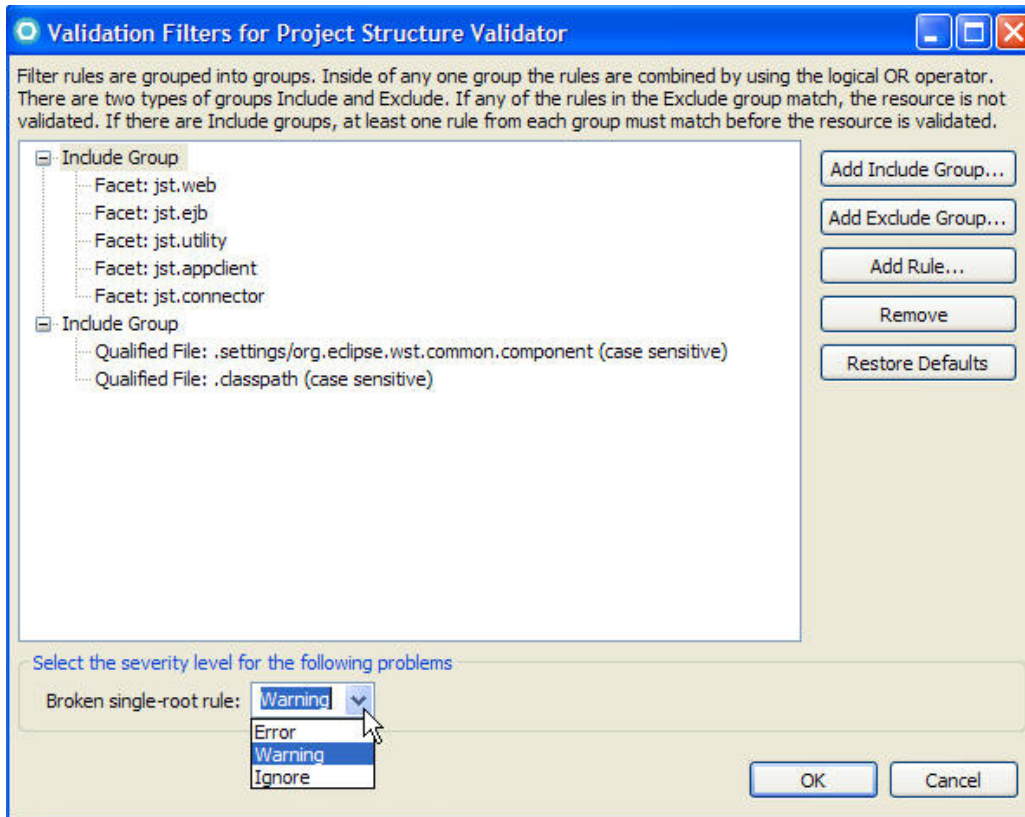 Validation Filters for Project Structure Validator
Filter rules are grouped into groups. Inside of any one group the rules are combined by using the logical OR operator.
There are two types of groups Include and Exclude. If any of the rules in the Exclude group match, the resource is not
validated. If there are Include groups, at least one rule from each group must match before the resource is validated.
Include Group
Facet: jst.web
Facet: jst.ejb
Facet: jst.utility
Facet: jst.appclient
Facet: jst.connector
Include Group
Qualified File: .settings/org.eclipse.wst.common.component (case sensitive)
Qualified File: .classpath (case sensitive)
Add Include Group...
Add Exclude Group...
Add Rule...
Remove
Restore Defaults
Select the severity level for the following problems
Broken single-root rule: Warning
Error
Warning
Ignore
OK Cancel